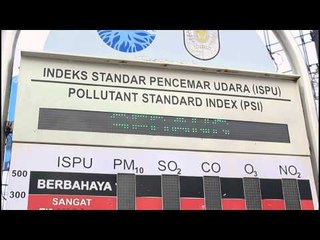 INDEKS STANDAR PENCEMAR UDARA (ISPU)
POLLUTANT STANDARD INDEX (PSI)
ISPU PM10 SO2 CO O3 NO2
500
BERBAHAYA
300
SANGAT